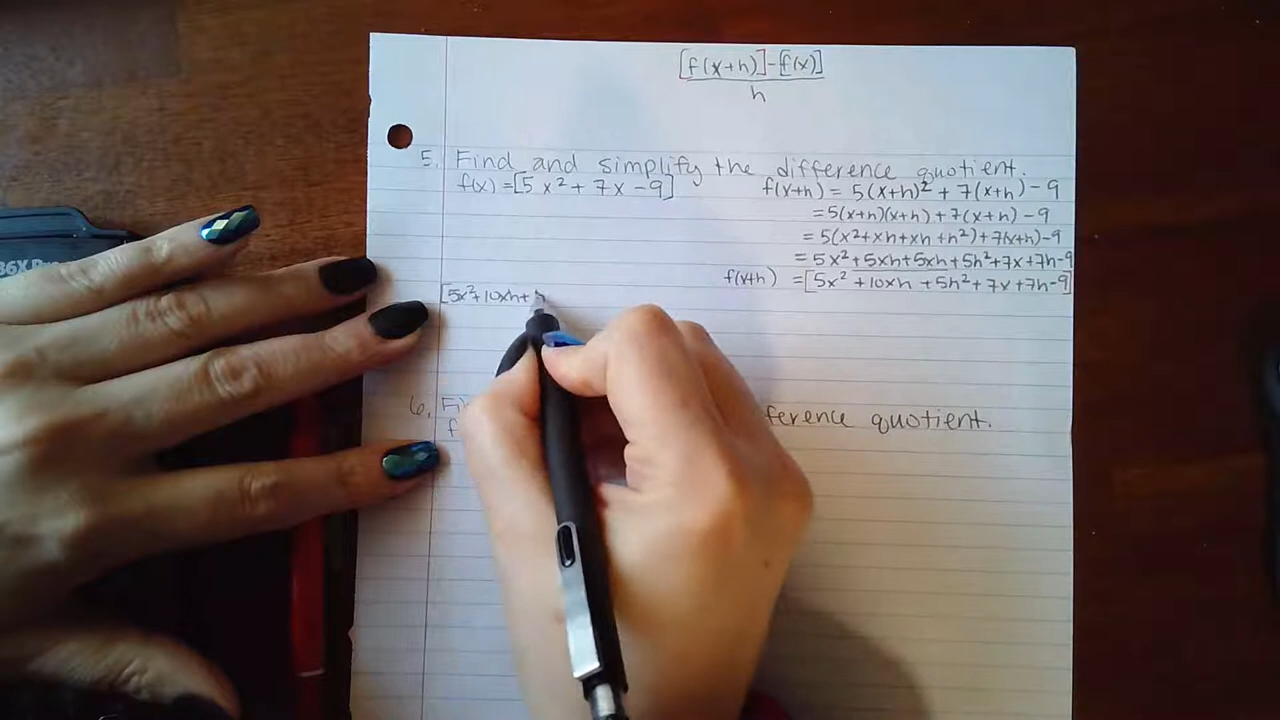 [f(x+h)]-[f(x)]
h
5. Find and simplify the difference quotient.
f(x) =[5x²+7x-9]
f(x+h) = 5(x+h)²+7(x+h)-9
=5(x+h)(x+h)+7(x+h)-9
=5(x²+xh+xh+h²)+7(x+h)-9
=5x²+5xh+5xh+5h²+7x+7h-9
f(x+h) =[5x²+10xh+5h²+7x+7h-9]
[5x²+10xh+
6. ference quotient.
f